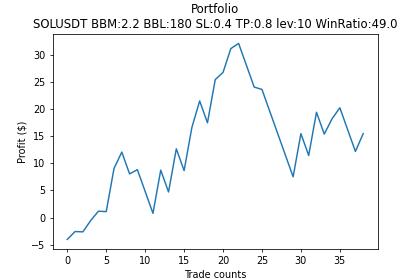 Portfolio
SOLUSDT BBM:2.2 BBL:180 SL:0.4 TP:0.8 lev:10 WinRatio:49.0
30
25
20
15
10
5
0
−5
Profit ($)
0 5 10 15 20 25 30 35
Trade counts